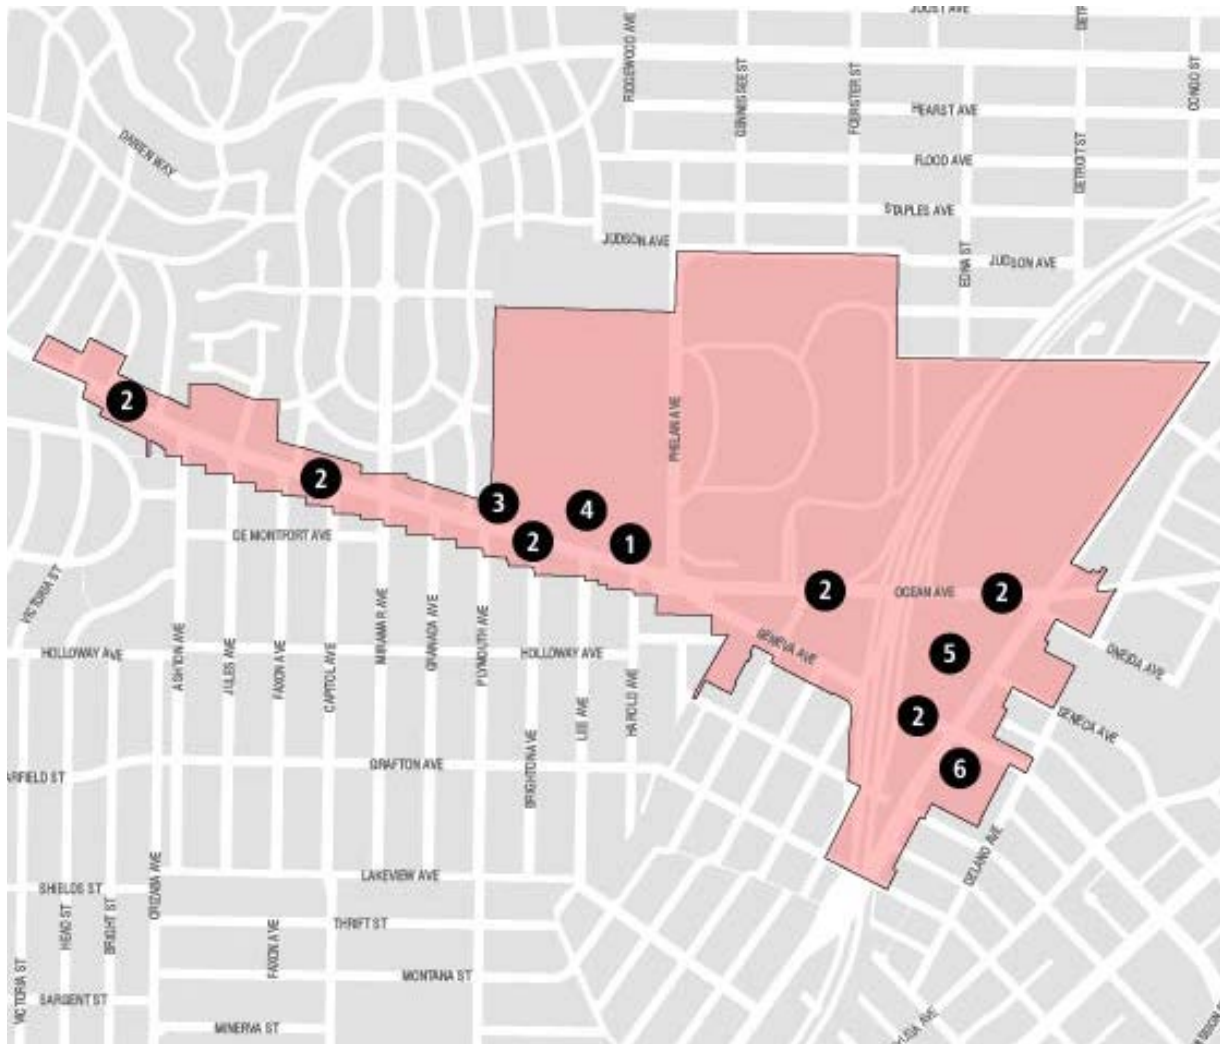 JOOST AVE
RIDGEWOOD AVE
GENNESSEE ST
FOERSTER ST
CONGO ST
HEARST AVE
DETROIT ST
FLOOD AVE
DARIEN WAY
STAPLES AVE
JUDSON AVE
EDNA ST
JUDSON AVE
2
PHELAN AVE
2
3
4
DE MONTFORT AVE
2
1
2
OCEAN AVE
2
VICTORIA ST
HOLLOWAY AVE
ASHTON AVE
JULES AVE
FAXON AVE
CAPITOL AVE
MIRAMAR AVE
GRANADA AVE
PLYMOUTH AVE
HOLLOWAY AVE
GENEVA AVE
5
ONEIDA AVE
LEE AVE
HAROLD AVE
2
SENECA AVE
ARFIELD ST
GRAFTON AVE
BRIGHTON AVE
6
SHIELDS ST
ORIZABA AVE
LAKEVIEW AVE
DELANO AVE
HEAD ST
BRIGHT ST
FAXON AVE
THRIFT ST
VICTORIA ST
MONTANA ST
SARGENT ST
MINERVA ST